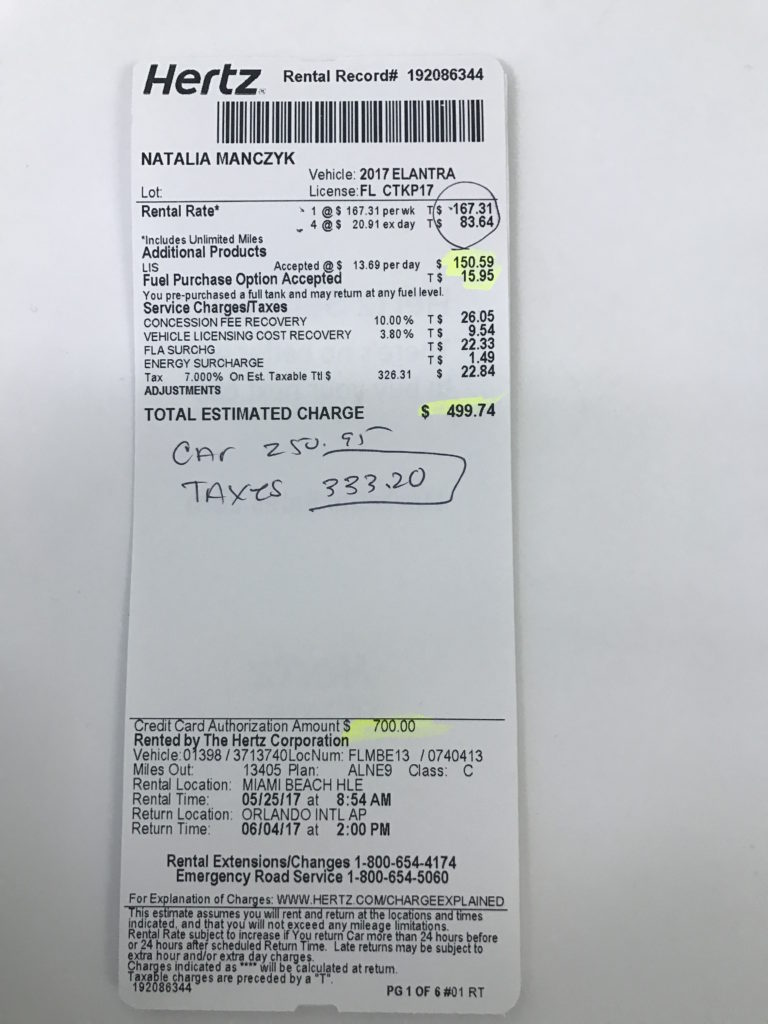 Hertz Rental Record# 192086344
NATALIA MANCZYK
Vehicle: 2017 ELANTRA
Lot: License:FL CTKP17
Rental Rate* 1 @ $ 167.31 per wk T $ 167.31
4 @ $ 20.91 ex day T $ 83.64
*Includes Unlimited Miles
Additional Products
LIS Accepted @ $ 13.69 per day $ 150.59
Fuel Purchase Option Accepted T $ 15.95
You pre-purchased a full tank and may return at any fuel level.
Service Charges/Taxes
CONCESSION FEE RECOVERY 10.00% T $ 26.05
VEHICLE LICENSING COST RECOVERY 3.80% T $ 9.54
FLA SURCHG T $ 22.33
ENERGY SURCHARGE T $ 1.49
Tax 7.000% On Est. Taxable Ttl $ 326.31 $ 22.84
ADJUSTMENTS
TOTAL ESTIMATED CHARGE $ 499.74
CAr 250.95
TAXES 333.20
Credit Card Authorization Amount $ 700.00
Rented by The Hertz Corporation
Vehicle: 01398 / 3713740 LocNum: FLMBE13 / 0740413
Miles Out: 13405 Plan: ALNE9 Class: C
Rental Location: MIAMI BEACH HLE
Rental Time: 05/25/17 at 8:54 AM
Return Location: ORLANDO INTL AP
Return Time: 06/04/17 at 2:00 PM
Rental Extensions/Changes 1-800-654-4174
Emergency Road Service 1-800-654-5060
For Explanation of Charges: WWW.HERTZ.COM/CHARGEEXPLAINED
This estimate assumes you will rent and return at the locations and times
indicated, and that you will not exceed any mileage limitations.
Rental Rate subject to increase if You return Car more than 24 hours before
or 24 hours after scheduled Return Time. Late returns may be subject to
extra hour and/or extra day charges.
Charges indicated as "***" will be calculated at return.
Taxable charges are preceded by a "T".
192086344 PG 1 OF 6 #01 RT